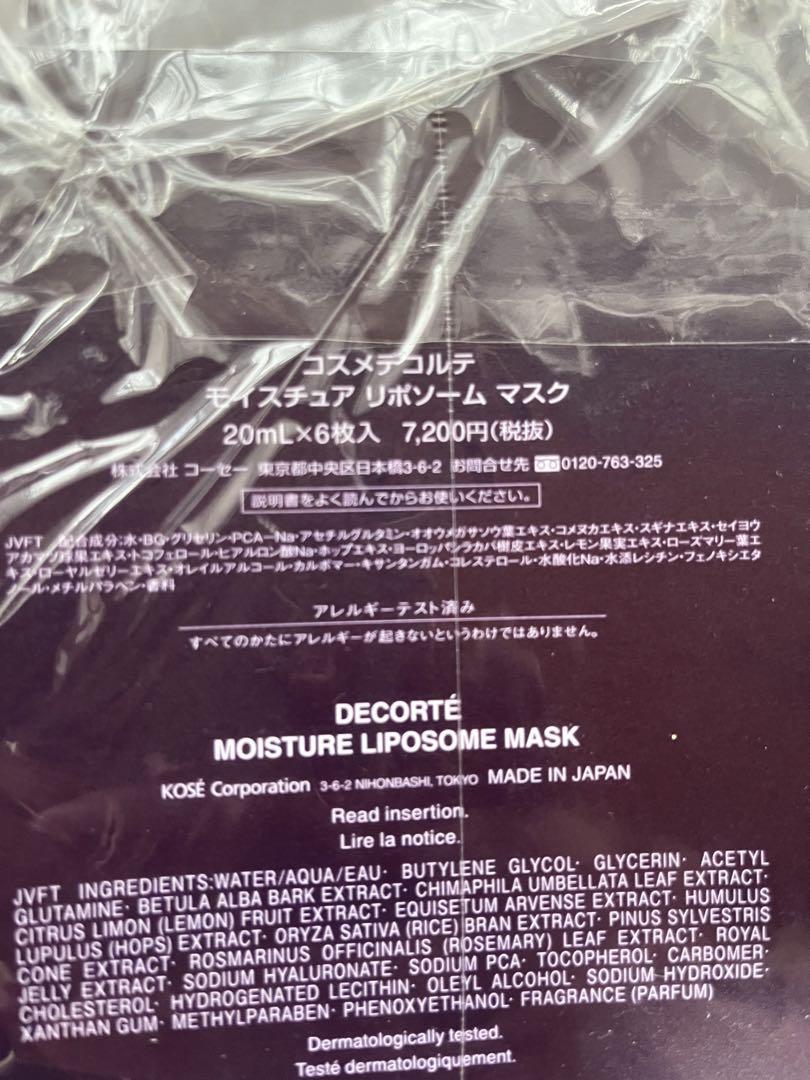 コスメデコルテ
モイスチュア リポソーム マスク
20mL×6枚入 7,200円(税抜)
株式会社 コーセー 東京都中央区日本橋3-6-2 お問合せ先 0120-763-325
説明書をよく読んでからお使いください。
JVFT 配合成分:水・BG・グリセリン・PCA-Na・アセチルグルタミン・オオウメガサソウ葉エキス・コメヌカエキス・スギナエキス・セイヨウ
アカマツ球果エキス・トコフェロール・ヒアルロン酸Na・ホップエキス・ヨーロッパシラカバ樹皮エキス・レモン果実エキス・ローズマリー葉エ
キス・ローヤルゼリーエキス・オレイルアルコール・カルボマー・キサンタンガム・コレステロール・水酸化Na・水添レシチン・フェノキシエタ
ノール・メチルパラベン・香料
アレルギーテスト済み
すべてのかたにアレルギーが起きないというわけではありません。
DECORTÉ
MOISTURE LIPOSOME MASK
KOSÉ Corporation 3-6-2 NIHONBASHI, TOKYO MADE IN JAPAN
Read insertion.
Lire la notice.
JVFT INGREDIENTS:WATER/AQUA/EAU· BUTYLENE GLYCOL· GLYCERIN· ACETYL
GLUTAMINE· BETULA ALBA BARK EXTRACT· CHIMAPHILA UMBELLATA LEAF EXTRACT·
CITRUS LIMON (LEMON) FRUIT EXTRACT· EQUISETUM ARVENSE EXTRACT· HUMULUS
LUPULUS (HOPS) EXTRACT· ORYZA SATIVA (RICE) BRAN EXTRACT· PINUS SYLVESTRIS
CONE EXTRACT· ROSMARINUS OFFICINALIS (ROSEMARY) LEAF EXTRACT· ROYAL
JELLY EXTRACT· SODIUM HYALURONATE· SODIUM PCA· TOCOPHEROL· CARBOMER·
CHOLESTEROL· HYDROGENATED LECITHIN· OLEYL ALCOHOL· SODIUM HYDROXIDE·
XANTHAN GUM· METHYLPARABEN· PHENOXYETHANOL· FRAGRANCE (PARFUM)
Dermatologically tested.
Testé dermatologiquement.